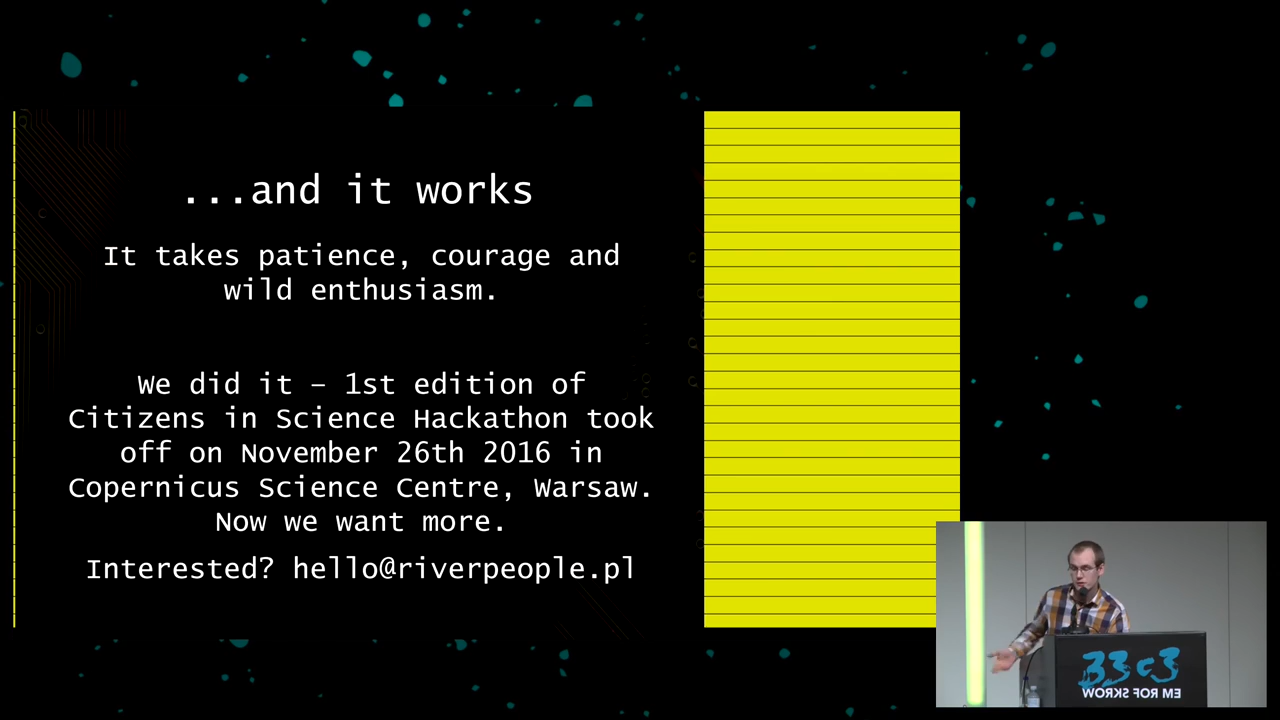 ...and it works
It takes patience, courage and
wild enthusiasm.
We did it – 1st edition of
Citizens in Science Hackathon took
off on November 26th 2016 in
Copernicus Science Centre, Warsaw.
Now we want more.
Interested? hello@riverpeople.pl
33c3
WORKS FOR ME